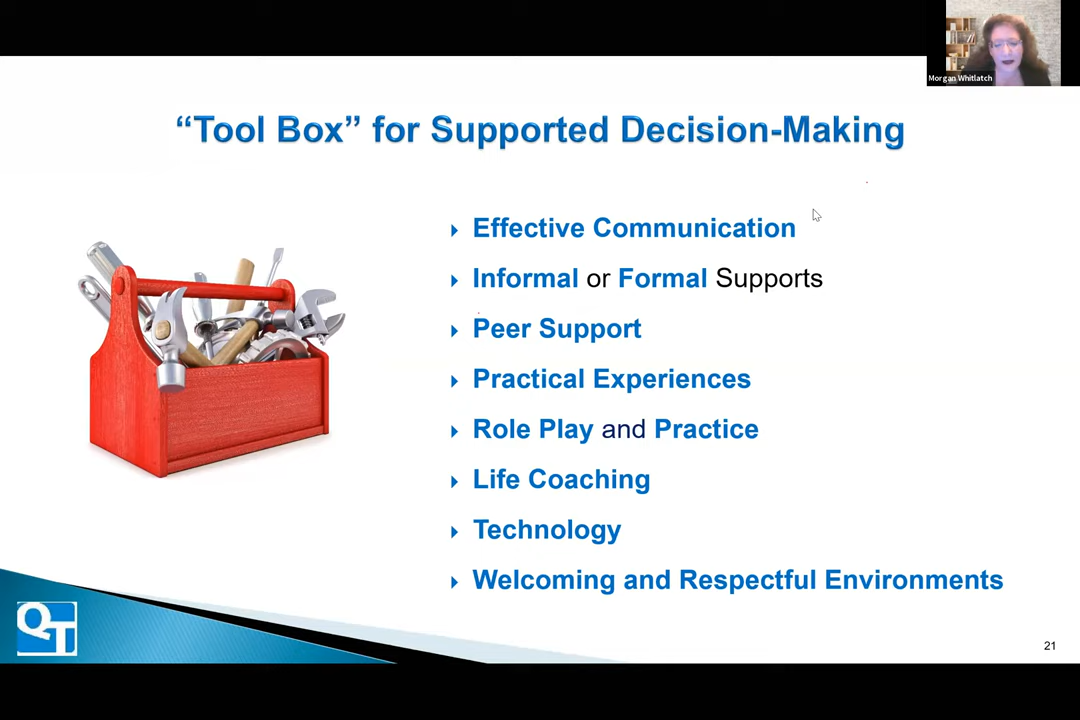 Morgan Whitlatch
“Tool Box” for Supported Decision-Making
Effective Communication
Informal or Formal Supports
Peer Support
Practical Experiences
Role Play and Practice
Life Coaching
Technology
Welcoming and Respectful Environments
QT
21